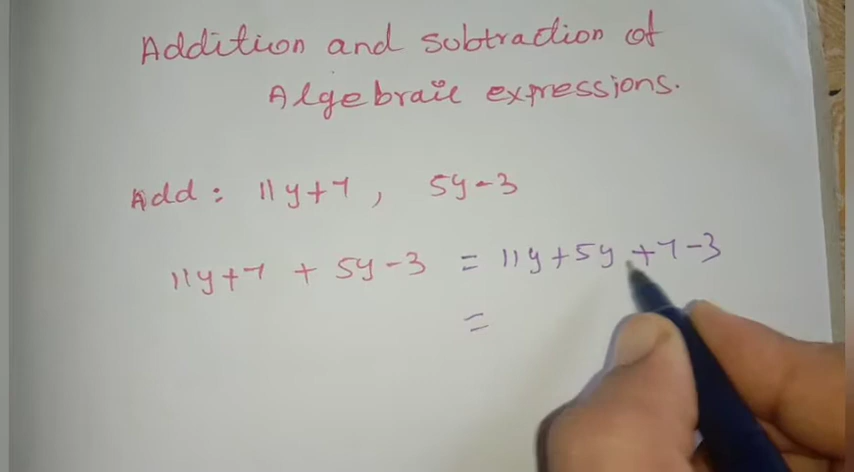 Addition and subtraction of
Algebraic expressions.
Add: 11y+7, 5y-3
11y+7 + 5y-3 = 11y+5y+7-3
=